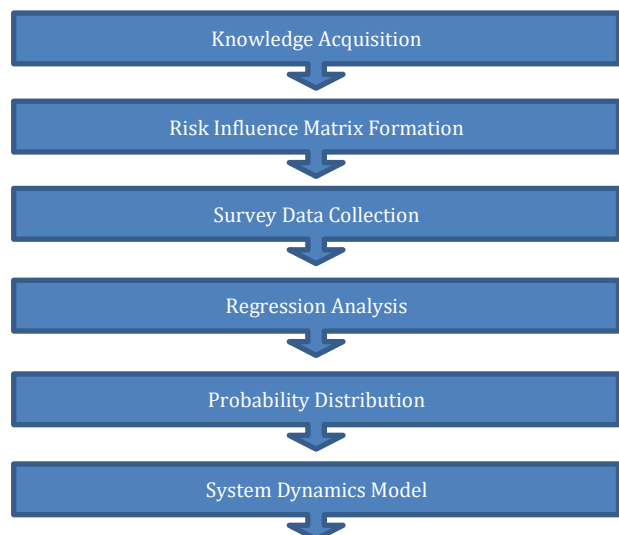 Knowledge Acquisition
Risk Influence Matrix Formation
Survey Data Collection
Regression Analysis
Probability Distribution
System Dynamics Model